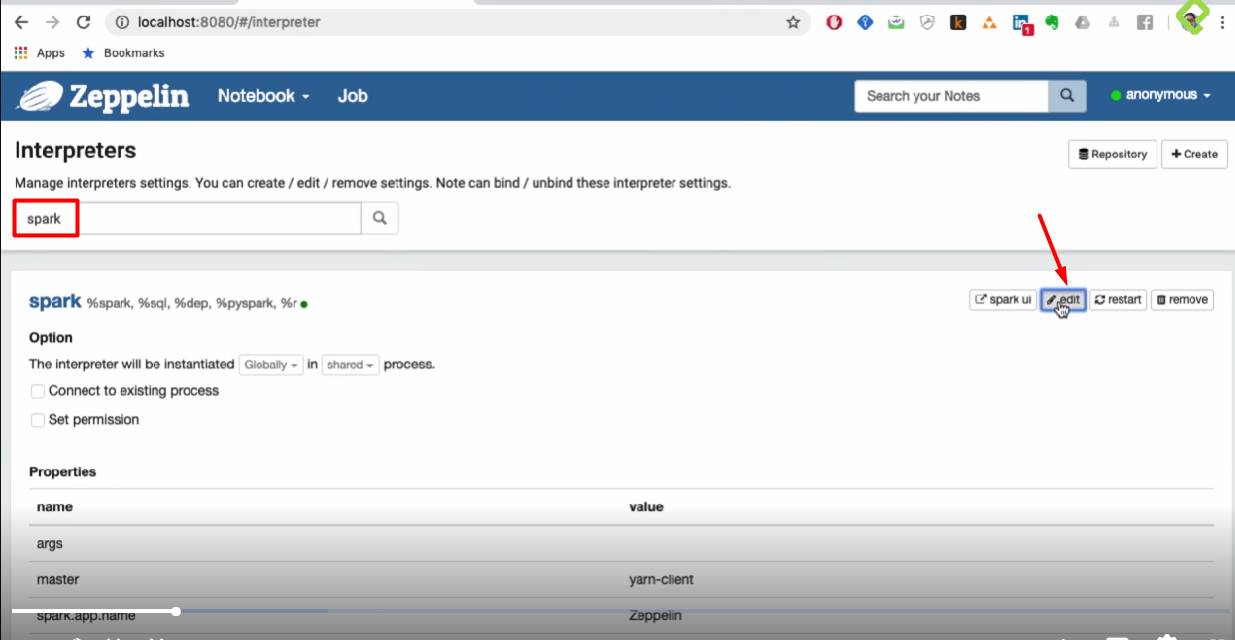 localhost:8080/#/interpreter
1
Apps Bookmarks
Zeppelin Notebook Job Search your Notes anonymous
Interpreters Repository + Create
Manage interpreters settings. You can create / edit / remove settings. Note can bind / unbind these interpreter settings.
spark
spark %spark, %sql, %dep, %pyspark, %r spark ui edit restart remove
Option
The interpreter will be instantiated Globally in shared process.
Connect to existing process
Set permission
Properties
name value
args
master yarn-client
spark.app.name Zeppelin